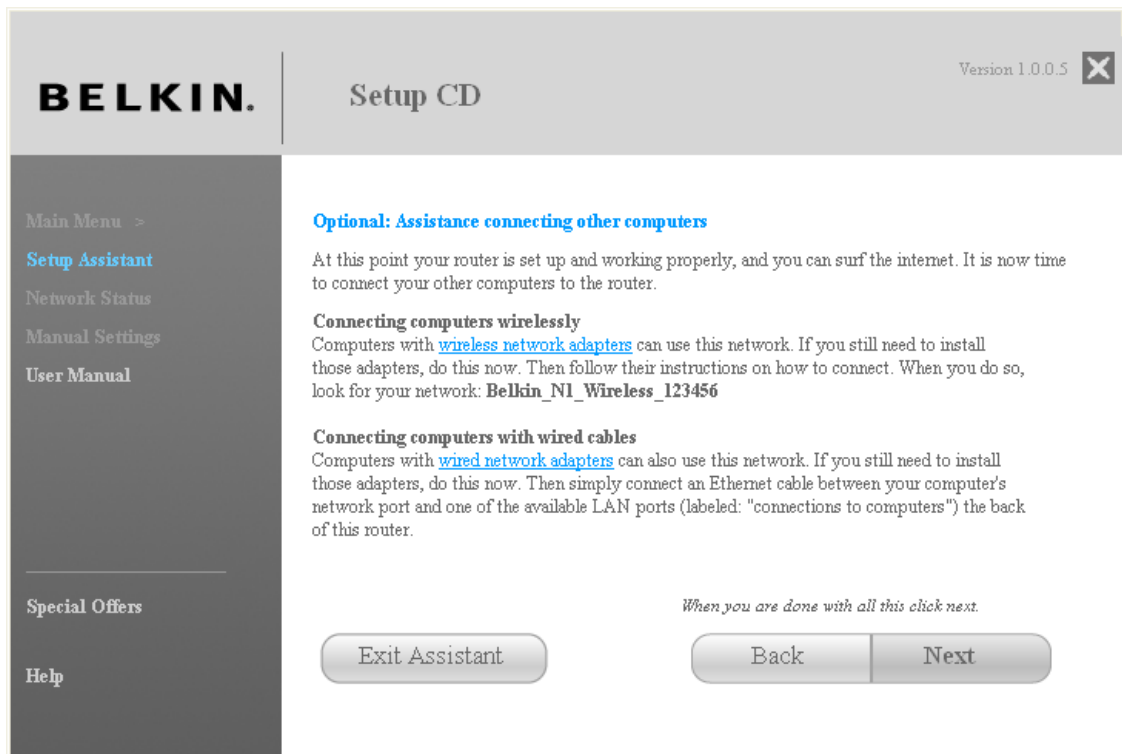 BELKIN.
Setup CD
Version 1.0.0.5
Main Menu >
Setup Assistant
Network Status
Manual Settings
User Manual
Special Offers
Help
Optional: Assistance connecting other computers
At this point your router is set up and working properly, and you can surf the internet. It is now time
to connect your other computers to the router.
Connecting computers wirelessly
Computers with wireless network adapters can use this network. If you still need to install
those adapters, do this now. Then follow their instructions on how to connect. When you do so,
look for your network: Belkin_N1_Wireless_123456
Connecting computers with wired cables
Computers with wired network adapters can also use this network. If you still need to install
those adapters, do this now. Then simply connect an Ethernet cable between your computer's
network port and one of the available LAN ports (labeled: "connections to computers") the back
of this router.
When you are done with all this click next.
Exit Assistant
Back
Next